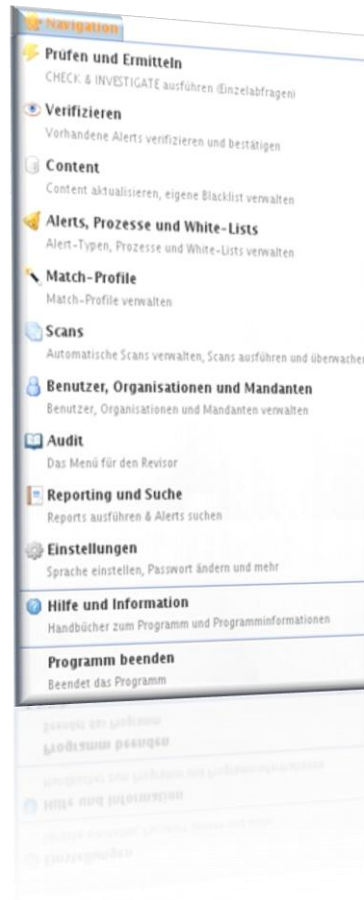 Navigation
Prüfen und Ermitteln
CHECK & INVESTIGATE ausführen (Einzelabfragen)
Verifizieren
Vorhandene Alerts verifizieren und bestätigen
Content
Content aktualisieren, eigene Blacklist verwalten
Alerts, Prozesse und White-Lists
Alert-Typen, Prozesse und White-Lists verwalten
Match-Profile
Match-Profile verwalten
Scans
Automatische Scans verwalten, Scans ausführen und überwachen
Benutzer, Organisationen und Mandanten
Benutzer, Organisationen und Mandanten verwalten
Audit
Das Menü für den Revisor
Reporting und Suche
Reports ausführen & Alerts suchen
Einstellungen
Sprache einstellen, Passwort ändern und mehr
Hilfe und Information
Handbücher zum Programm und Programminformationen
Programm beenden
Beendet das Programm